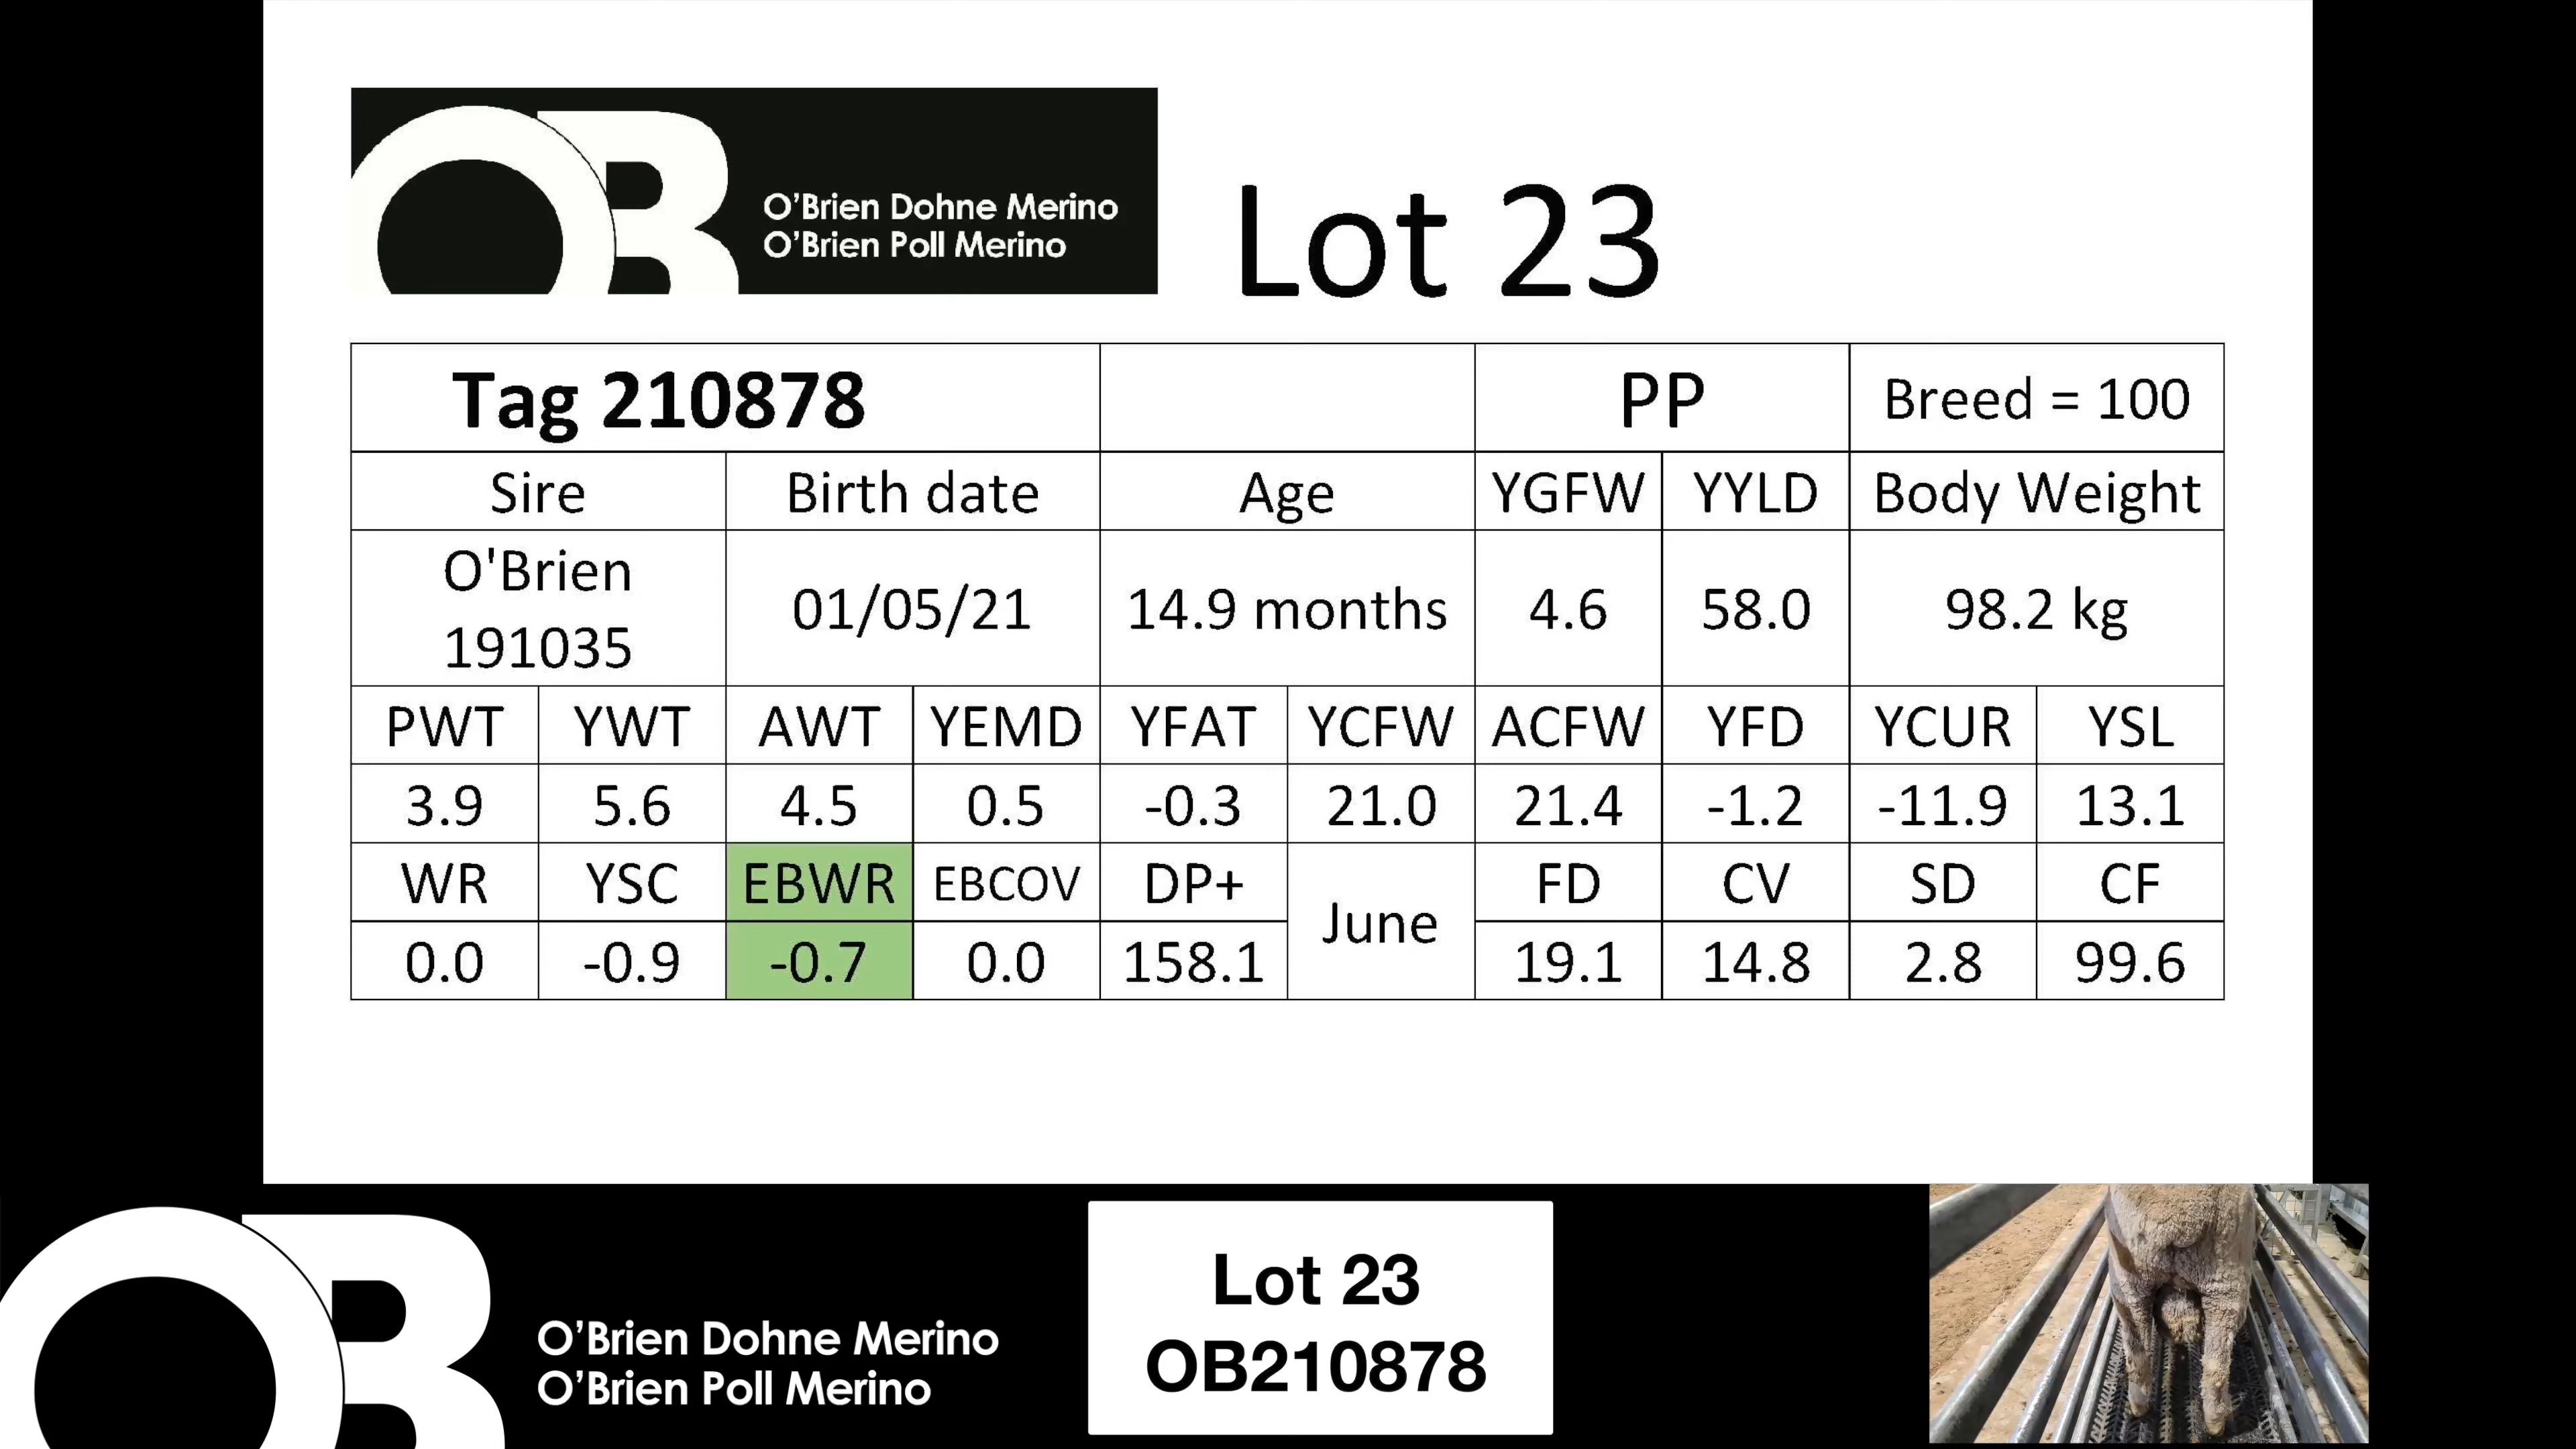 O'Brien Dohne Merino
O'Brien Poll Merino
Lot 23
Tag 210878 PP Breed = 100
Sire Birth date Age YGFW YYLD Body Weight
O'Brien
191035
01/05/21 14.9 months 4.6 58.0 98.2 kg
PWT YWT AWT YEMD YFAT YCFW ACFW YFD YCUR YSL
3.9 5.6 4.5 0.5 -0.3 21.0 21.4 -1.2 -11.9 13.1
WR YSC EBWR EBCOV DP+ June FD CV SD CF
0.0 -0.9 -0.7 0.0 158.1 19.1 14.8 2.8 99.6
OB
O'Brien Dohne Merino
O'Brien Poll Merino
Lot 23
OB210878